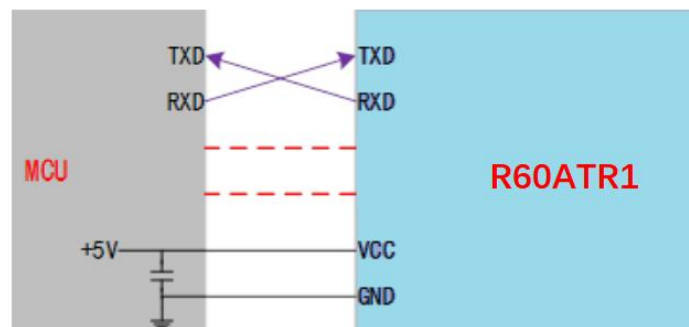 TXD TXD
RXD RXD
MCU R60ATR1
+5V VCC
GND